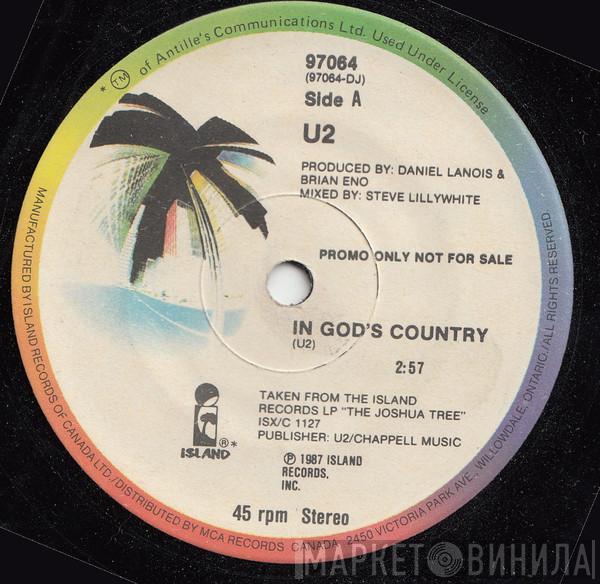 * TM of Antille's Communications Ltd. Used Under License
97064
(97064-DJ)
Side A
U2
PRODUCED BY: DANIEL LANOIS &
BRIAN ENO
MIXED BY: STEVE LILLYWHITE
PROMO ONLY NOT FOR SALE
IN GOD'S COUNTRY
(U2)
2:57
TAKEN FROM THE ISLAND
RECORDS LP "THE JOSHUA TREE"
ISX/C 1127
PUBLISHER: U2/CHAPPELL MUSIC
ISLAND ®*
℗ 1987 ISLAND
RECORDS,
INC.
45 rpm Stereo
MANUFACTURED BY ISLAND RECORDS OF CANADA LTD./DISTRIBUTED BY MCA RECORDS CANADA, 2450 VICTORIA PARK AVE., WILLOWDALE, ONTARIO./ALL RIGHTS RESERVED.
МАРКЕТ ВИНИЛА